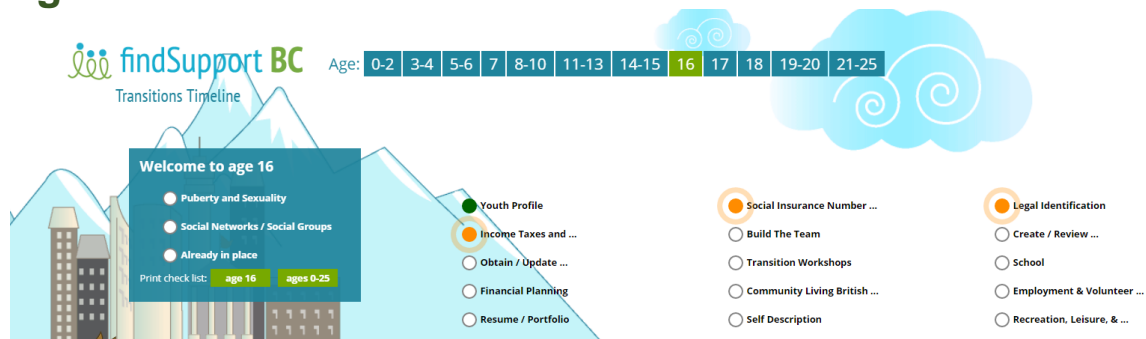 findSupport BC
Age: 0-2 3-4 5-6 7 8-10 11-13 14-15 16 17 18 19-20 21-25
Transitions Timeline
Welcome to age 16
Puberty and Sexuality
Social Networks / Social Groups
Already in place
Print check list: age 16 ages 0-25
Youth Profile
Income Taxes and ...
Obtain / Update ...
Financial Planning
Resume / Portfolio
Social Insurance Number ...
Build The Team
Transition Workshops
Community Living British ...
Self Description
Legal Identification
Create / Review ...
School
Employment & Volunteer ...
Recreation, Leisure, & ...